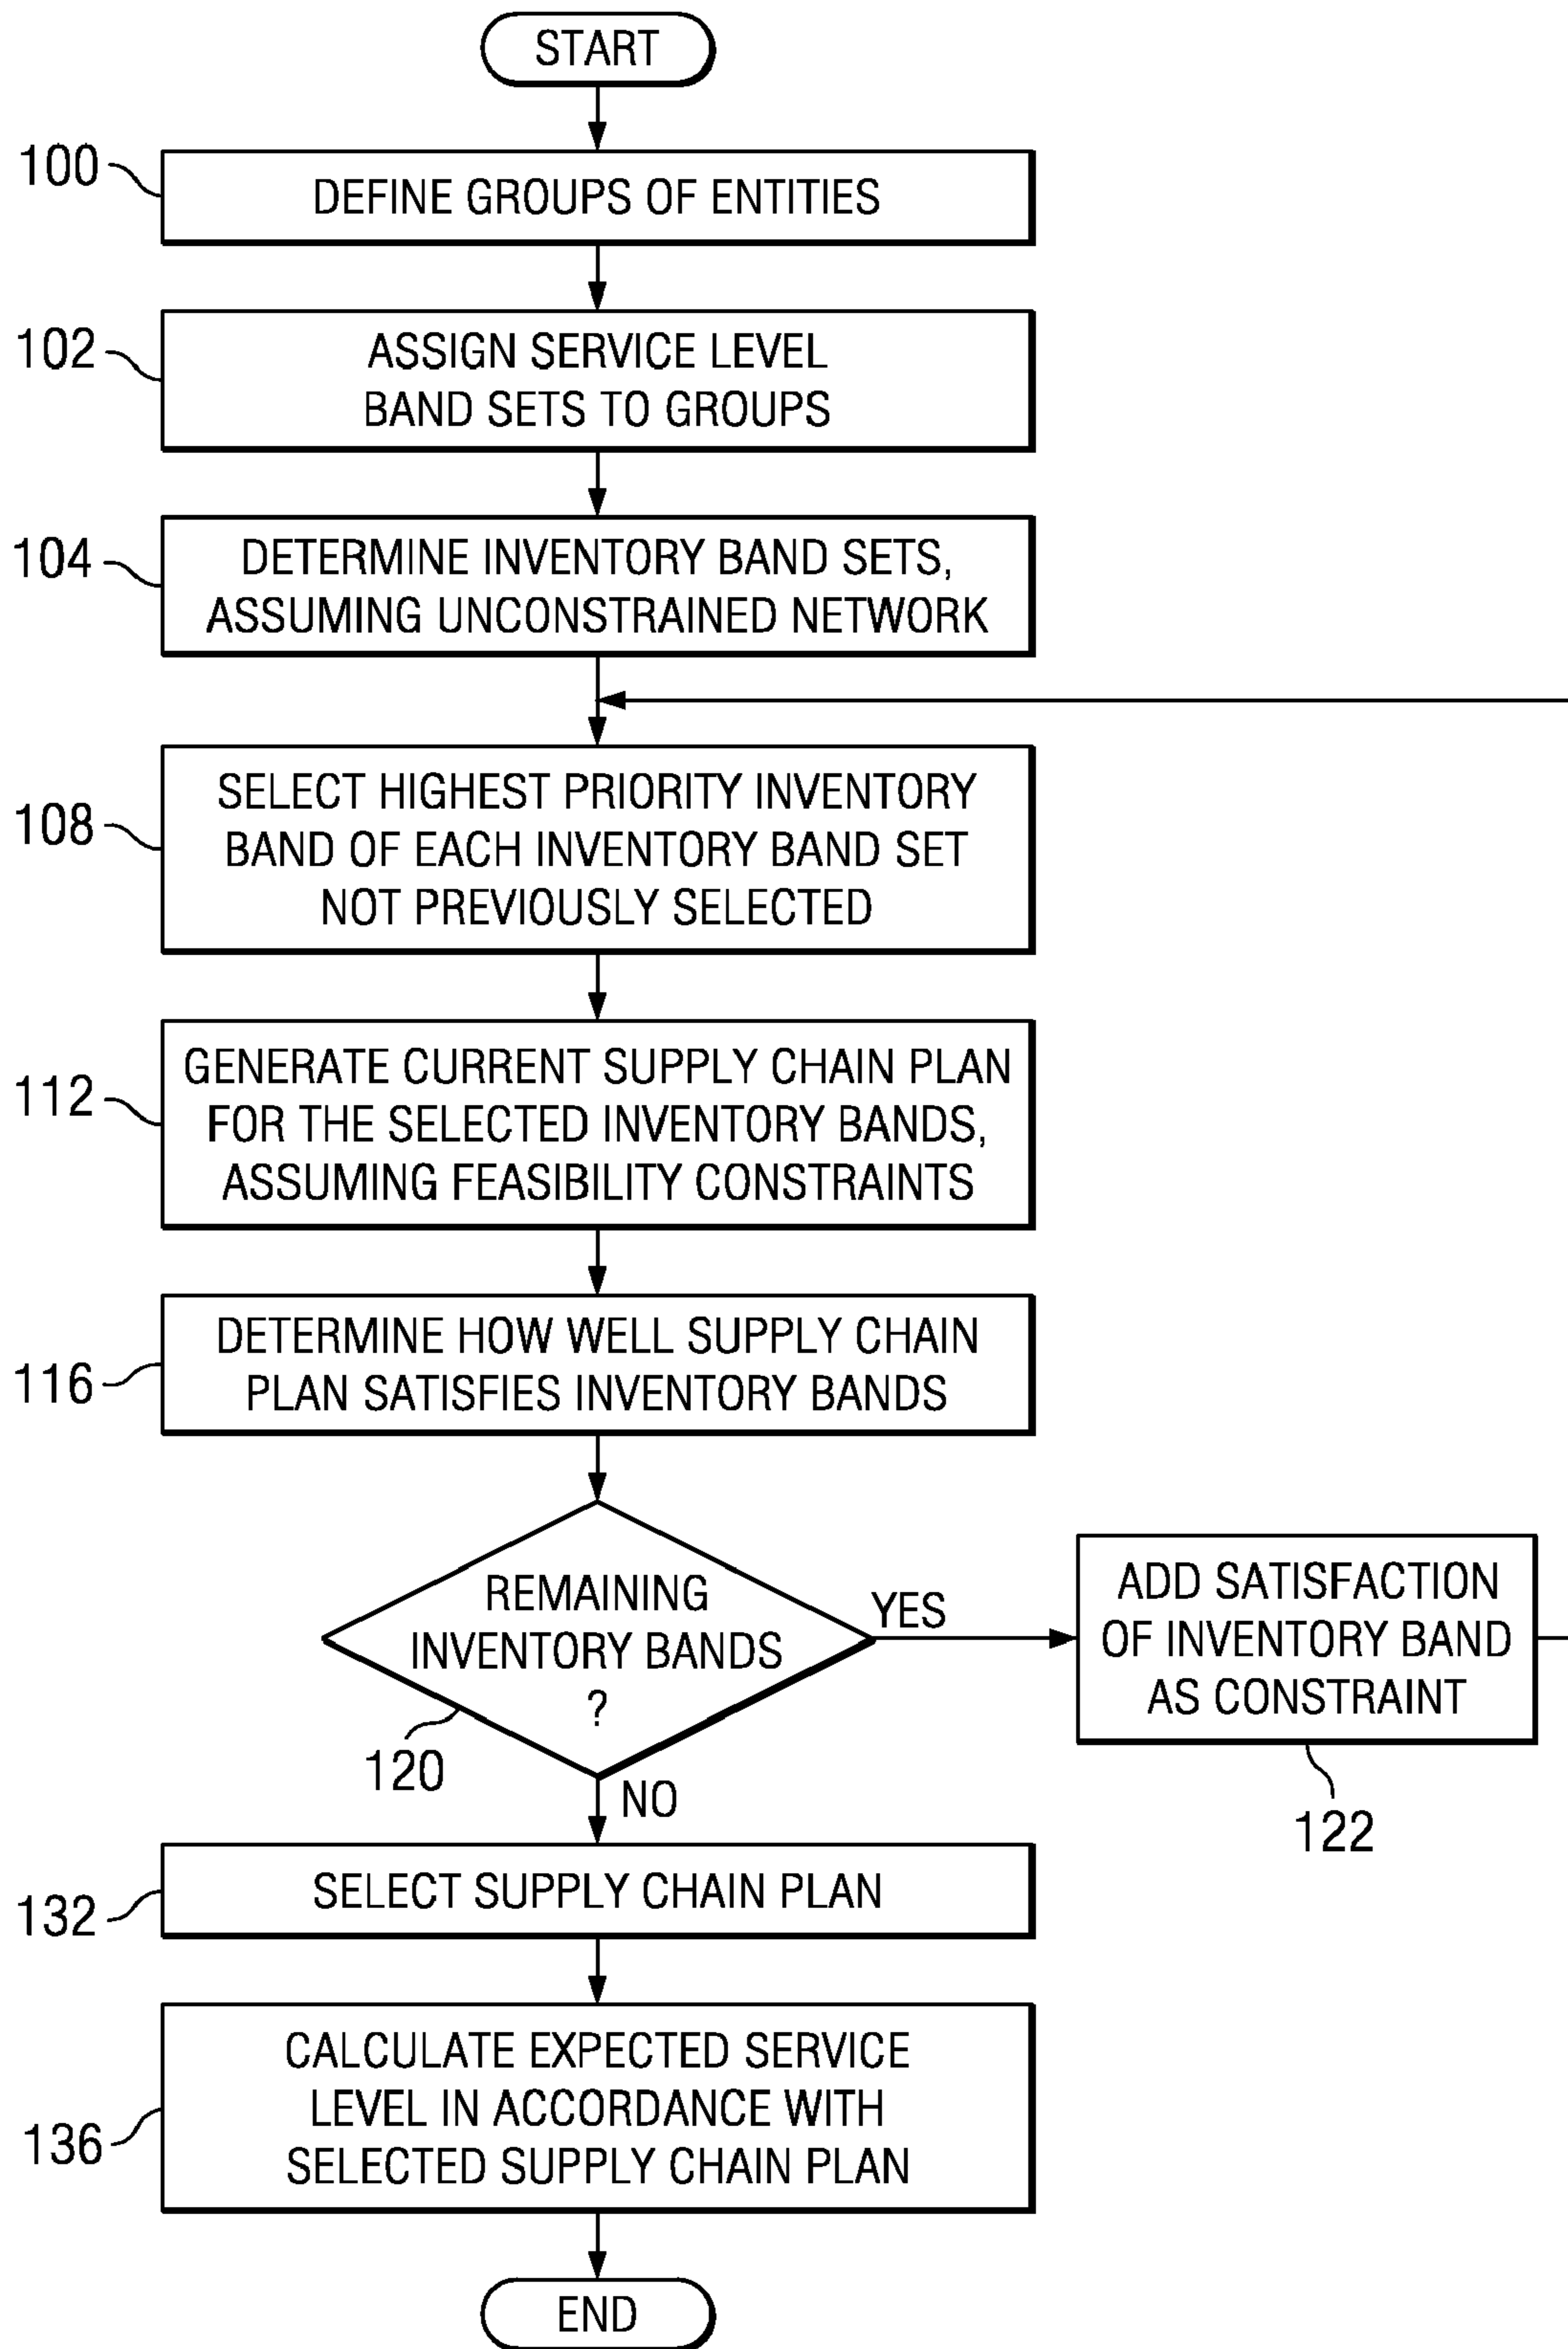 START
100
DEFINE GROUPS OF ENTITIES
102
ASSIGN SERVICE LEVEL
BAND SETS TO GROUPS
104
DETERMINE INVENTORY BAND SETS,
ASSUMING UNCONSTRAINED NETWORK
108
SELECT HIGHEST PRIORITY INVENTORY
BAND OF EACH INVENTORY BAND SET
NOT PREVIOUSLY SELECTED
112
GENERATE CURRENT SUPPLY CHAIN PLAN
FOR THE SELECTED INVENTORY BANDS,
ASSUMING FEASIBILITY CONSTRAINTS
116
DETERMINE HOW WELL SUPPLY CHAIN
PLAN SATISFIES INVENTORY BANDS
REMAINING
INVENTORY BANDS
?
120
YES
ADD SATISFACTION
OF INVENTORY BAND
AS CONSTRAINT
122
NO
132
SELECT SUPPLY CHAIN PLAN
136
CALCULATE EXPECTED SERVICE
LEVEL IN ACCORDANCE WITH
SELECTED SUPPLY CHAIN PLAN
END